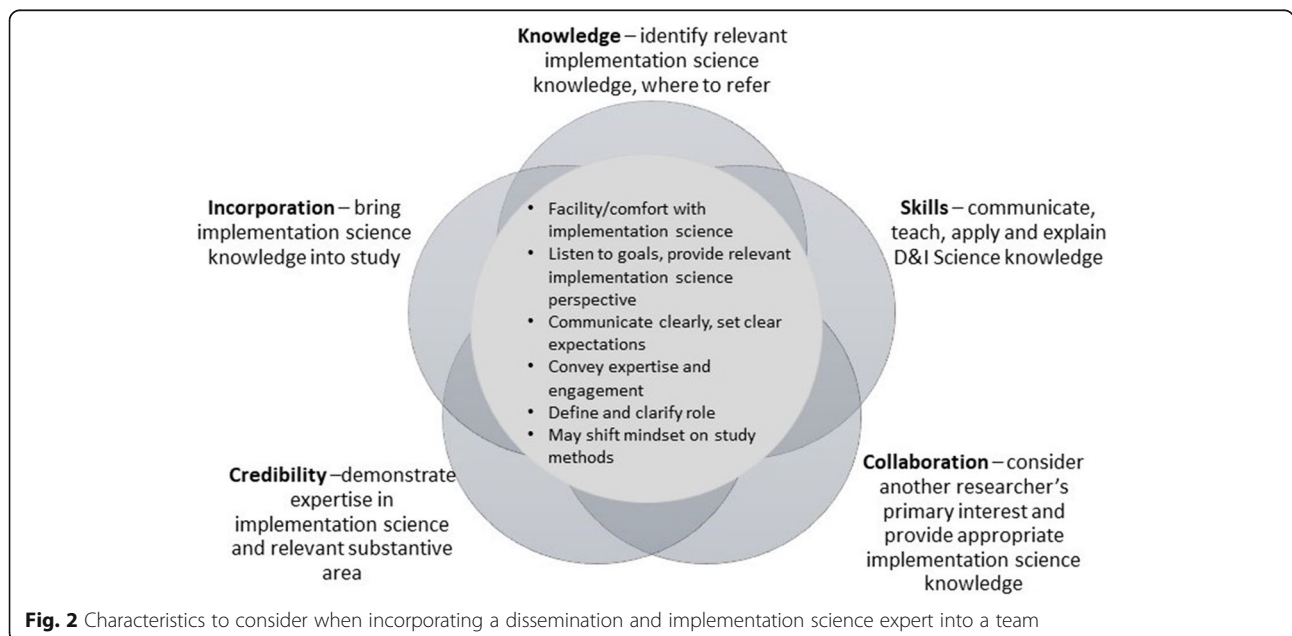 Knowledge – identify relevant
implementation science
knowledge, where to refer
Incorporation – bring
implementation science
knowledge into study
Skills – communicate,
teach, apply and explain
D&I Science knowledge
• Facility/comfort with
implementation science
• Listen to goals, provide relevant
implementation science
perspective
• Communicate clearly, set clear
expectations
• Convey expertise and
engagement
• Define and clarify role
• May shift mindset on study
methods
Credibility –demonstrate
expertise in
implementation science
and relevant substantive
area
Collaboration – consider
another researcher's
primary interest and
provide appropriate
implementation science
knowledge
Fig. 2 Characteristics to consider when incorporating a dissemination and implementation science expert into a team